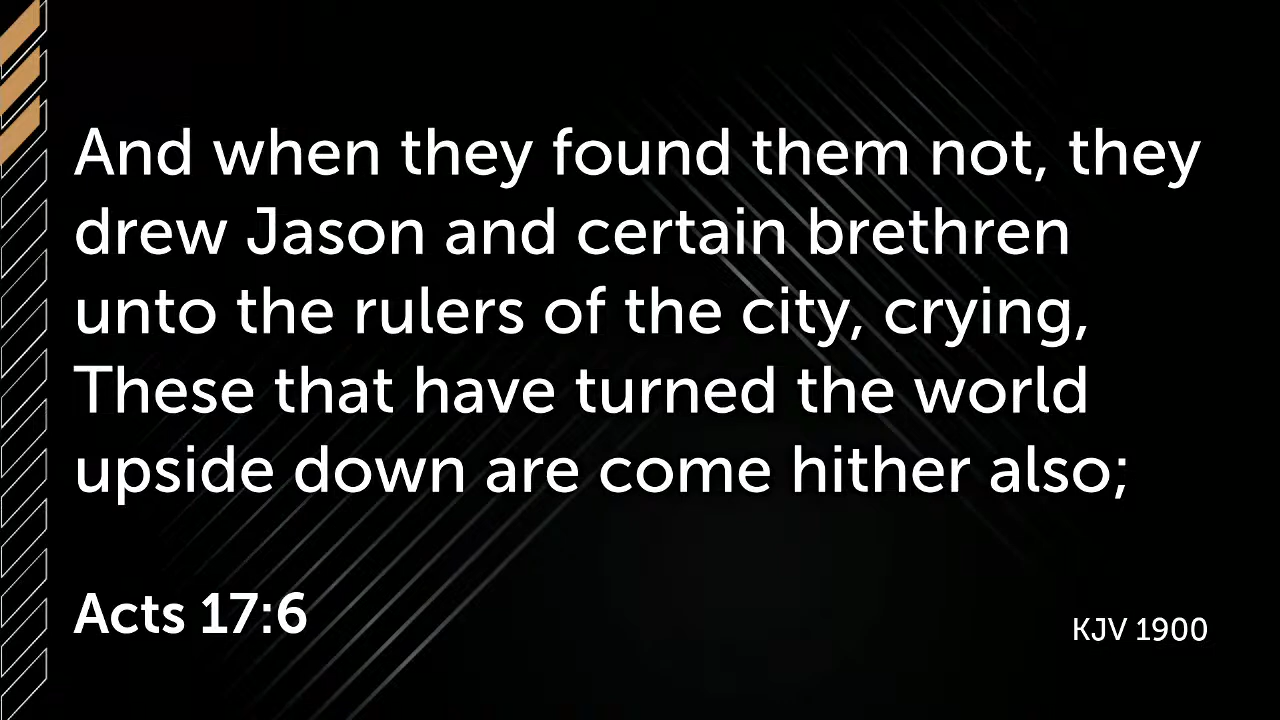 And when they found them not, they
drew Jason and certain brethren
unto the rulers of the city, crying,
These that have turned the world
upside down are come hither also;
Acts 17:6
KJV 1900